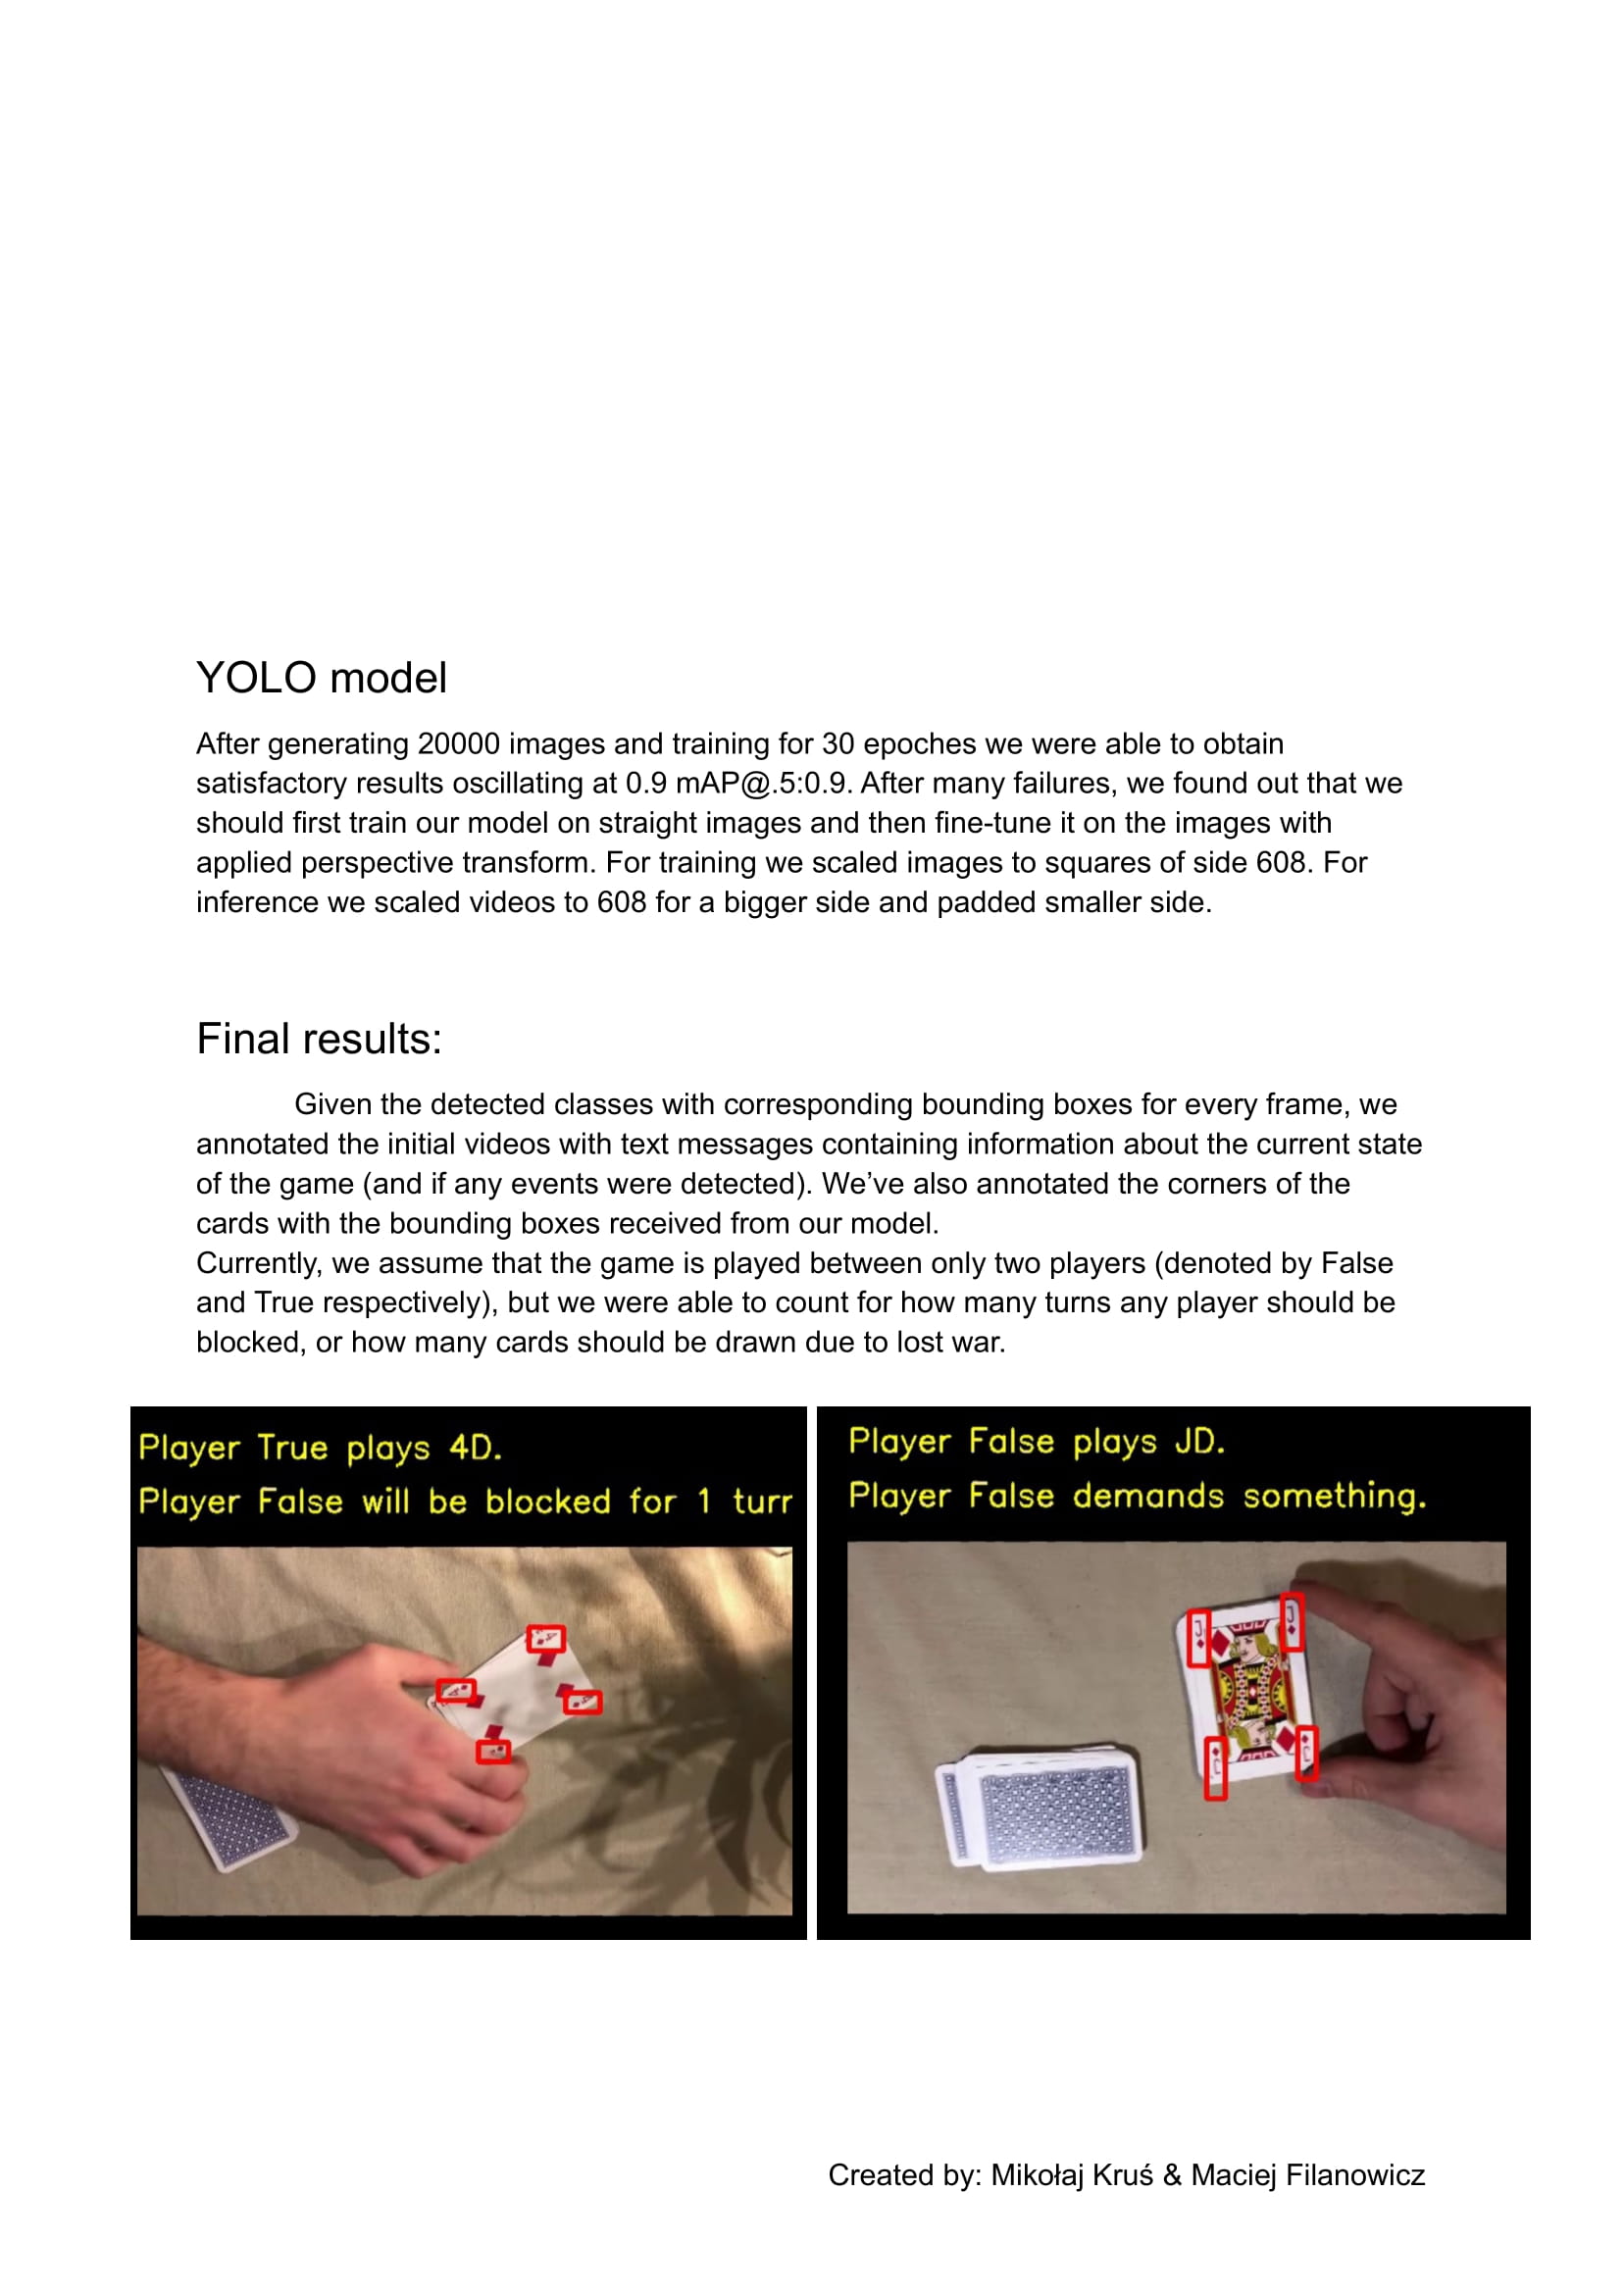 YOLO model
After generating 20000 images and training for 30 epoches we were able to obtain
satisfactory results oscillating at 0.9 mAP@.5:0.9. After many failures, we found out that we
should first train our model on straight images and then fine-tune it on the images with
applied perspective transform. For training we scaled images to squares of side 608. For
inference we scaled videos to 608 for a bigger side and padded smaller side.
Final results:
Given the detected classes with corresponding bounding boxes for every frame, we
annotated the initial videos with text messages containing information about the current state
of the game (and if any events were detected). We’ve also annotated the corners of the
cards with the bounding boxes received from our model.
Currently, we assume that the game is played between only two players (denoted by False
and True respectively), but we were able to count for how many turns any player should be
blocked, or how many cards should be drawn due to lost war.
Player True plays 4D.
Player False will be blocked for 1 turr
4
4
4
Player False plays JD.
Player False demands something.
J
J
J
J
Created by: Mikołaj Kruś & Maciej Filanowicz